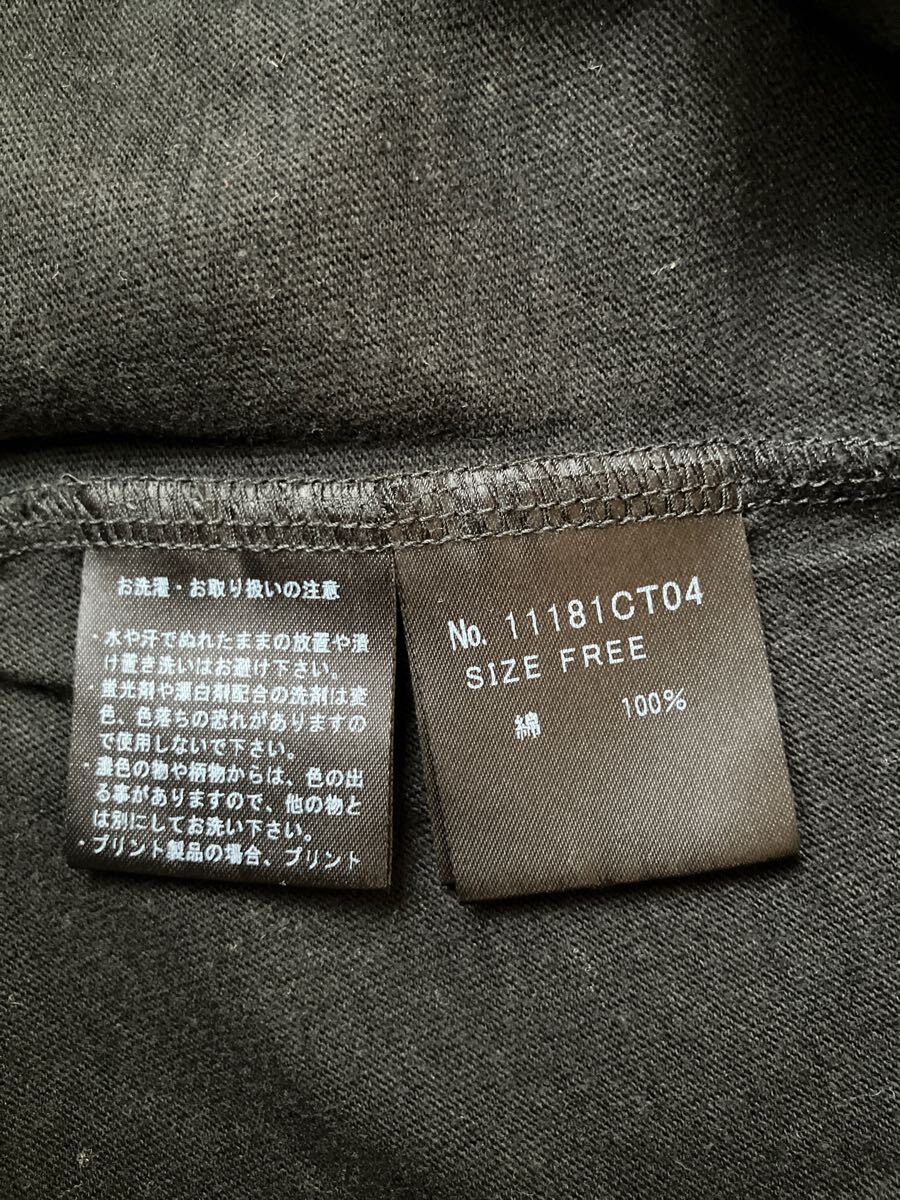 お洗濯・お取り扱いの注意
・水や汗でぬれたままの放置や漬
け置き洗いはお避け下さい。
・蛍光剤や漂白剤配合の洗剤は変
色、色落ちの恐れがありますの
で使用しないで下さい。
・濃色の物や柄物からは、色の出
る事がありますので、他の物と
は別にしてお洗い下さい。
・プリント製品の場合、プリント
No. 11181CT04
SIZE FREE
綿 100%